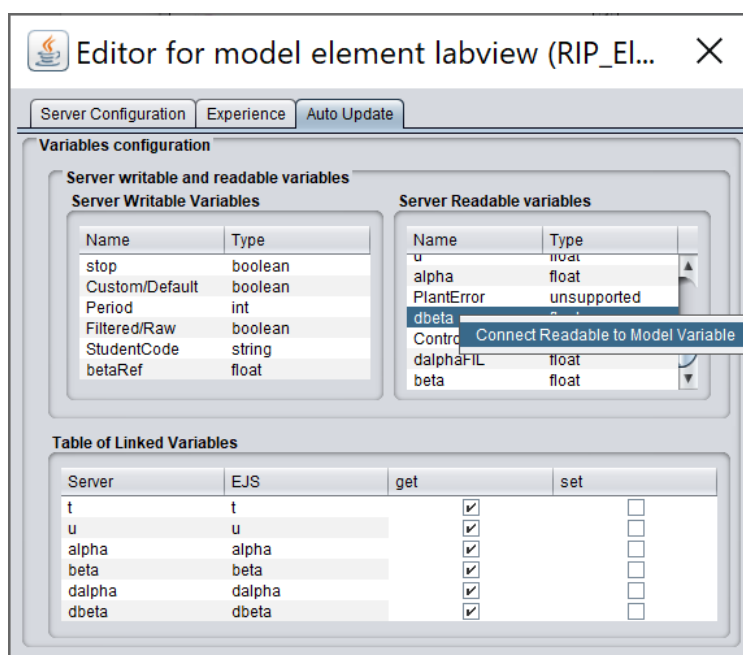 Editor for model element labview (RIP_El...
Server Configuration Experience Auto Update
Variables configuration
Server writable and readable variables
Server Writable Variables
Name Type
stop boolean
Custom/Default boolean
Period int
Filtered/Raw boolean
StudentCode string
betaRef float
Server Readable variables
Name Type
u float
alpha float
PlantError unsupported
dbeta
Contro
Connect Readable to Model Variable
dalphaFIL float
beta float
Table of Linked Variables
Server EJS get set
t t
u u
alpha alpha
beta beta
dalpha dalpha
dbeta dbeta